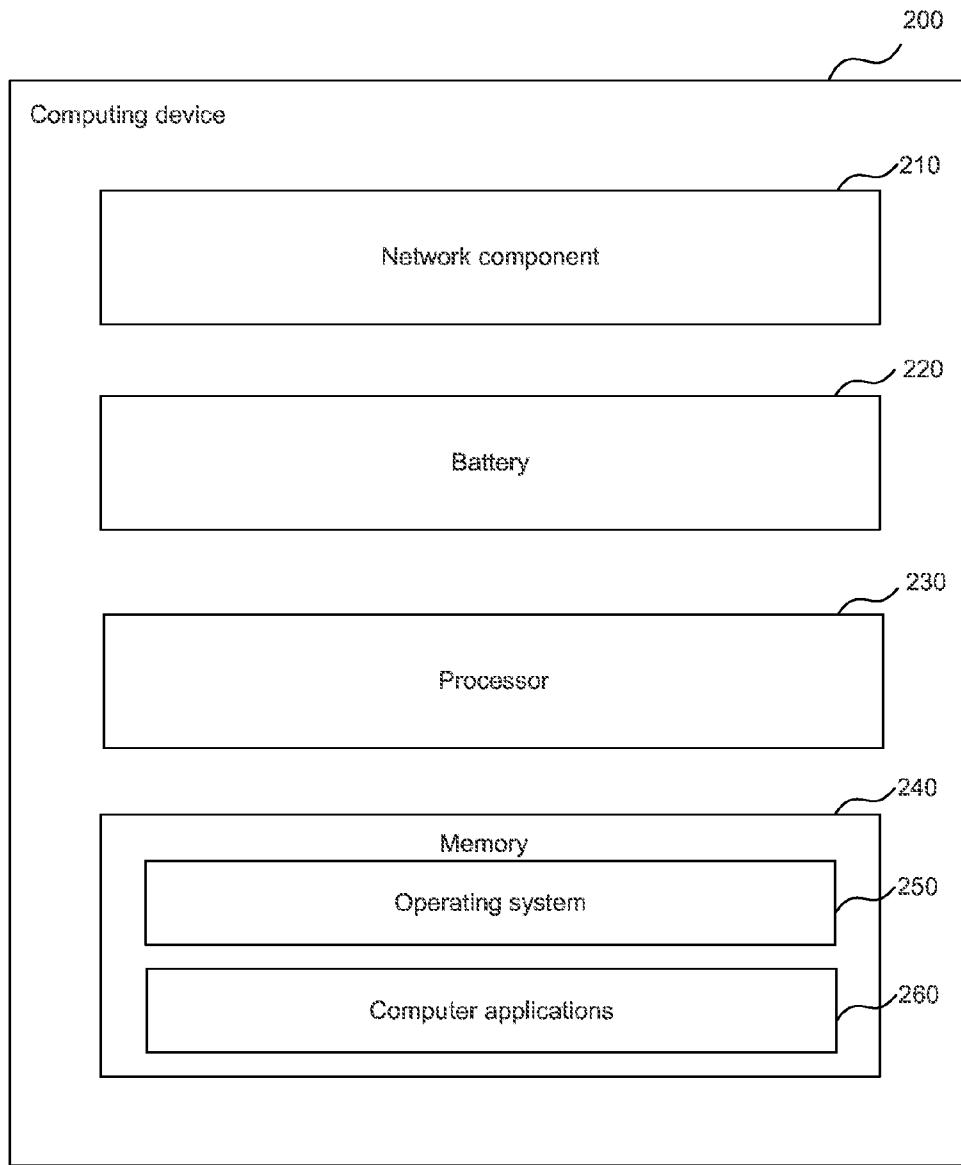 200
Computing device
210
Network component
220
Battery
230
Processor
240
Memory
250
Operating system
260
Computer applications